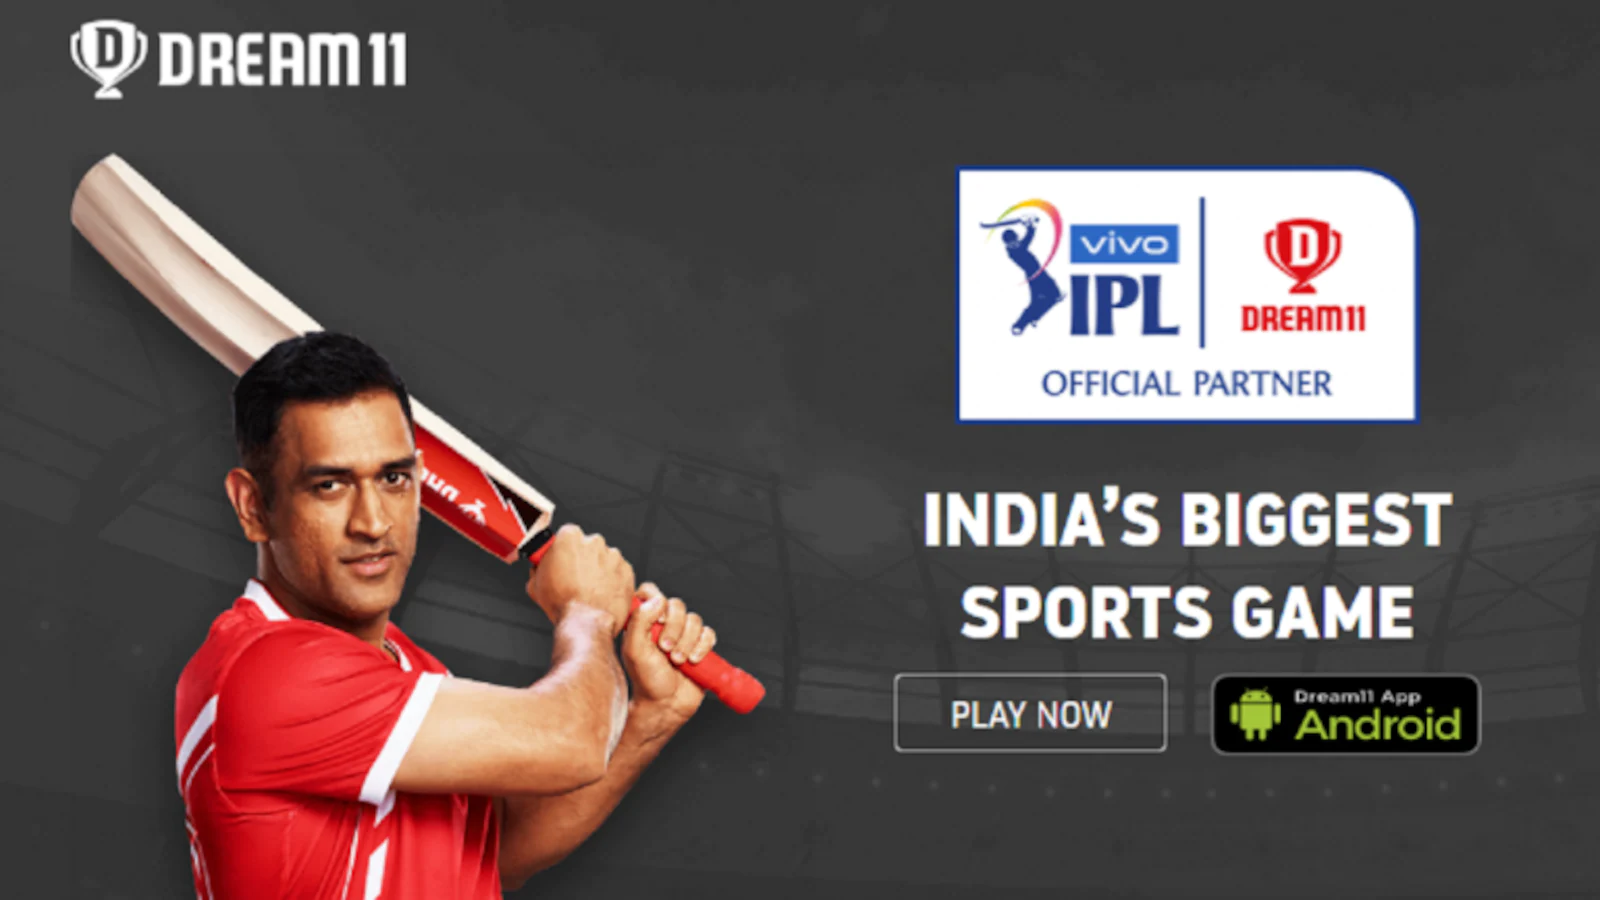 D DREAM11
vivo
IPL
D
DREAM11
OFFICIAL PARTNER
INDIA'S BIGGEST
SPORTS GAME
PLAY NOW
Dream11 App
Android